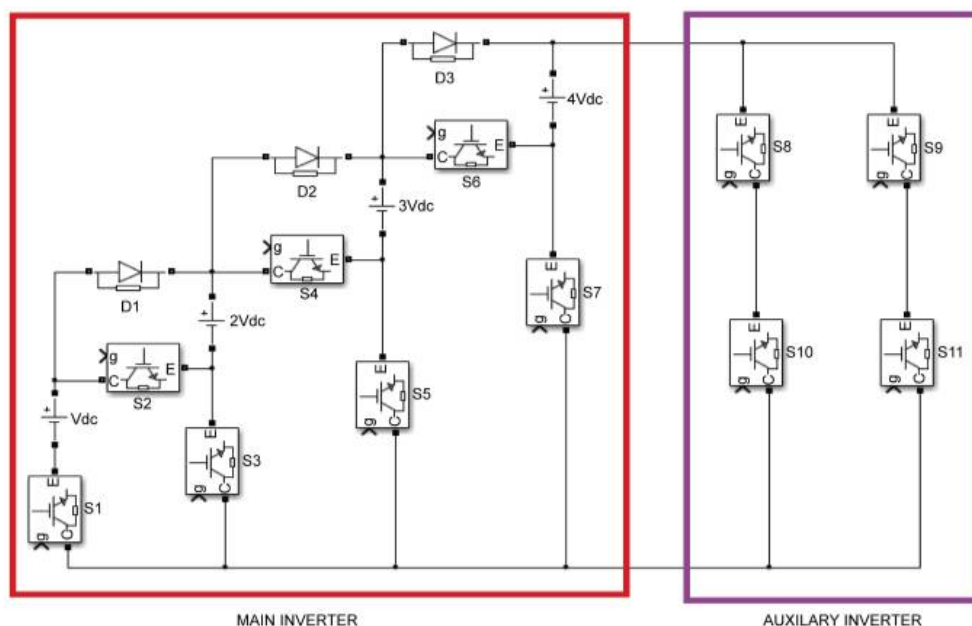 D3
+
4Vdc
g
C
E
S6
D2
+
3Vdc
g
C
E
S4
D1
+
2Vdc
g
C
E
S2
+
Vdc
E
g
C
S1
E
g
C
S3
E
g
C
S5
E
g
C
S7
E
g
C
S8
E
g
C
S9
E
g
C
S10
E
g
C
S11
MAIN INVERTER
AUXILARY INVERTER